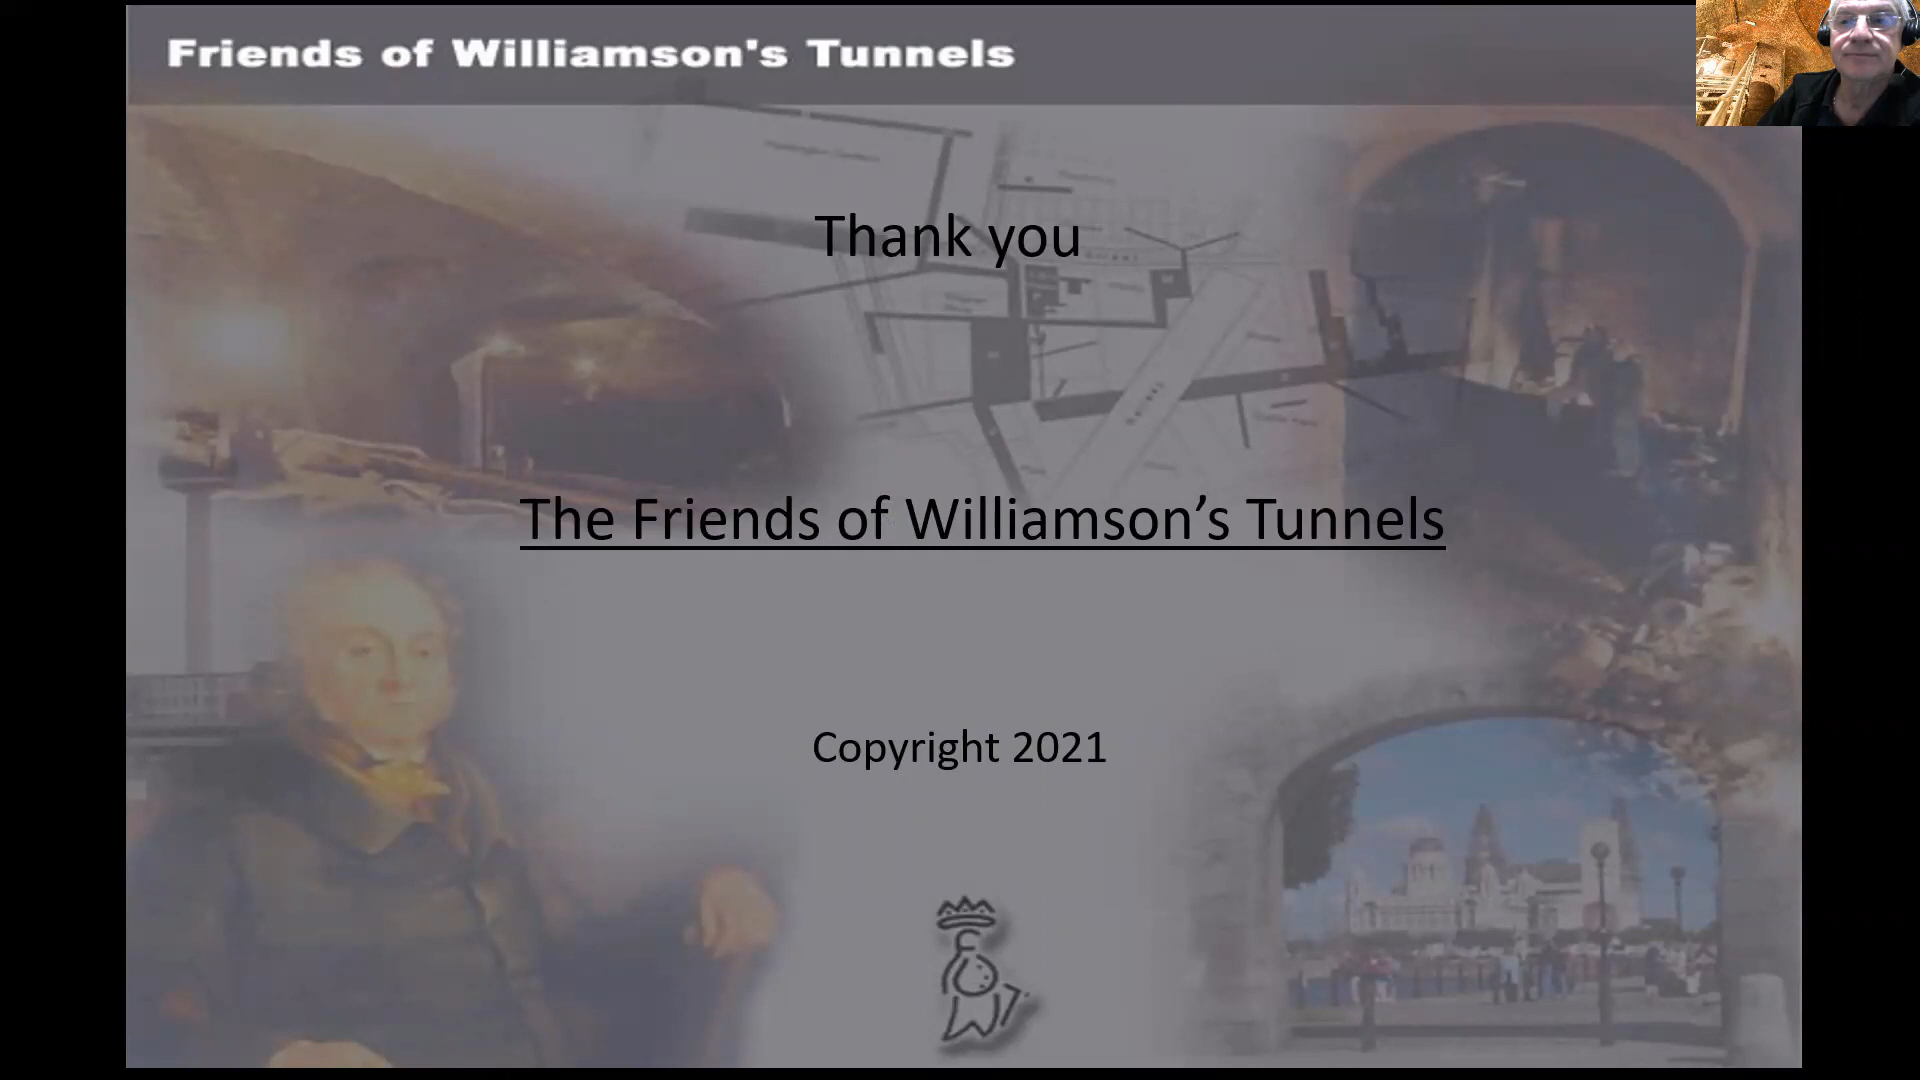 Friends of Williamson's Tunnels
Thank you
The Friends of Williamson’s Tunnels
Copyright 2021